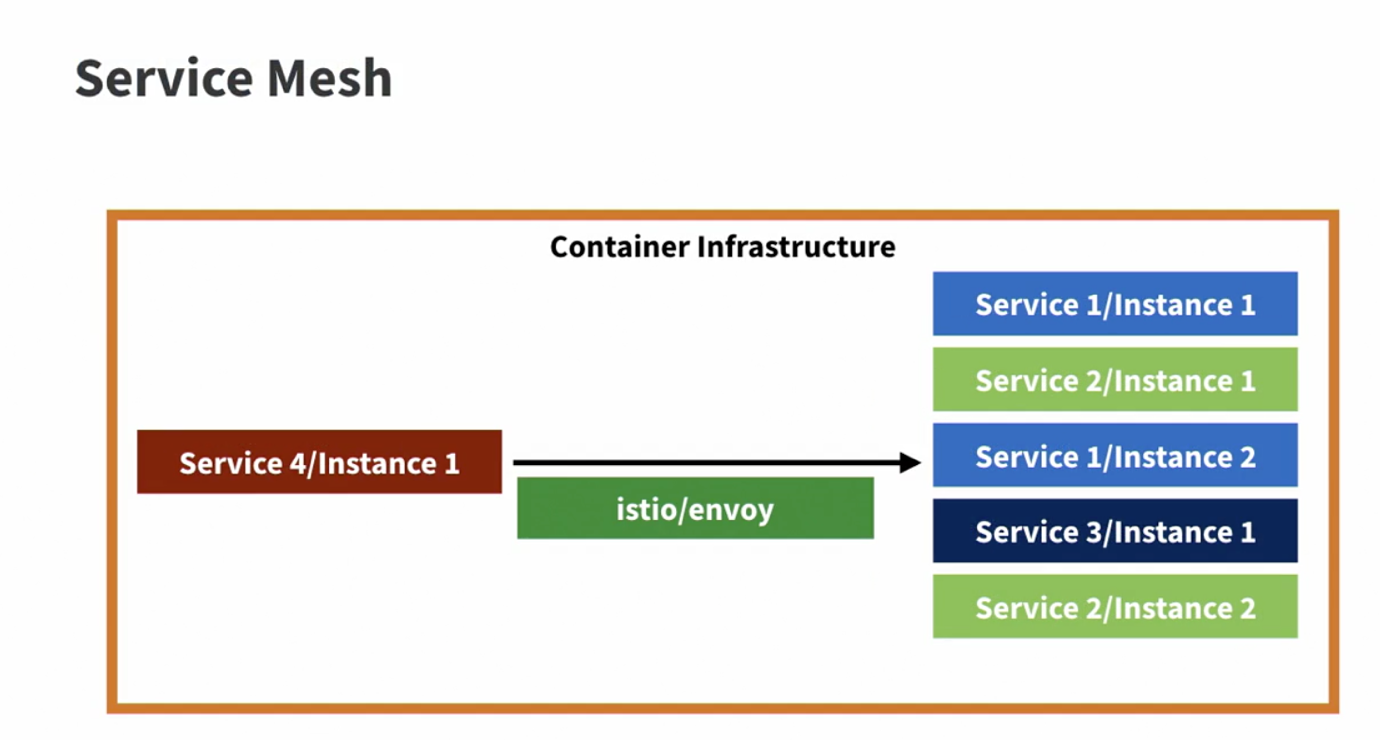 Service Mesh
Container Infrastructure
Service 1/Instance 1
Service 2/Instance 1
Service 4/Instance 1
Service 1/Instance 2
istio/envoy
Service 3/Instance 1
Service 2/Instance 2